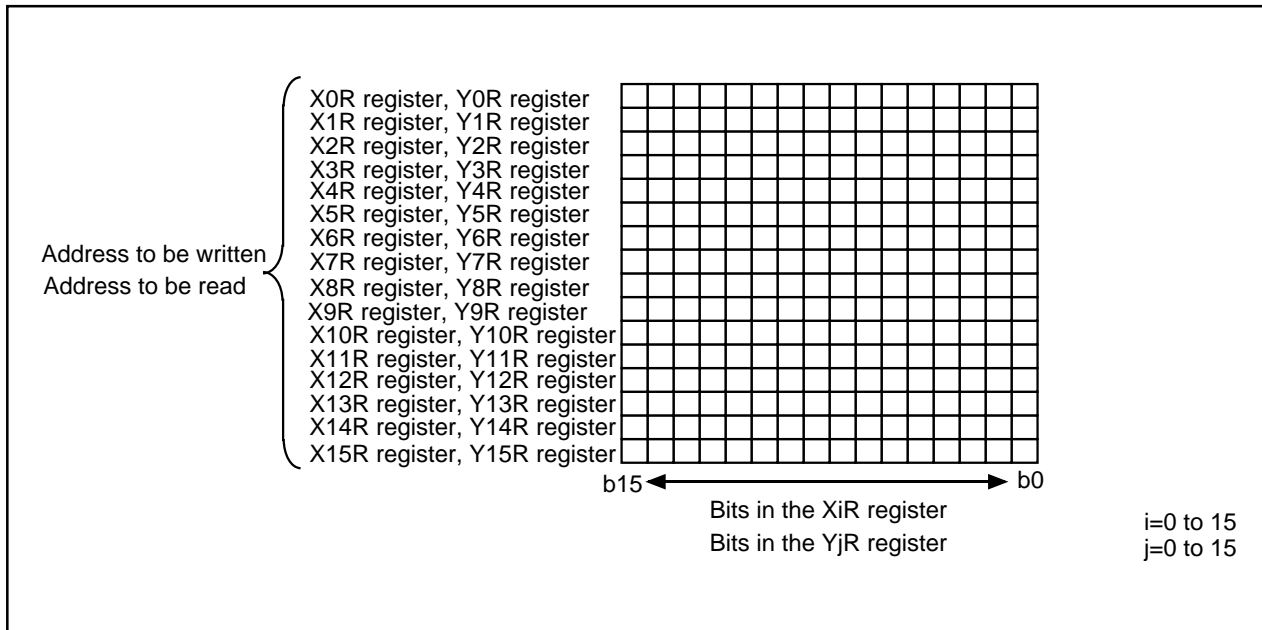 X0R register, Y0R register
X1R register, Y1R register
X2R register, Y2R register
X3R register, Y3R register
X4R register, Y4R register
X5R register, Y5R register
X6R register, Y6R register
Address to be written
X7R register, Y7R register
Address to be read
X8R register, Y8R register
X9R register, Y9R register
X10R register, Y10R register
X11R register, Y11R register
X12R register, Y12R register
X13R register, Y13R register
X14R register, Y14R register
X15R register, Y15R register
b15 b0
Bits in the XiR register
Bits in the YjR register
i=0 to 15
j=0 to 15